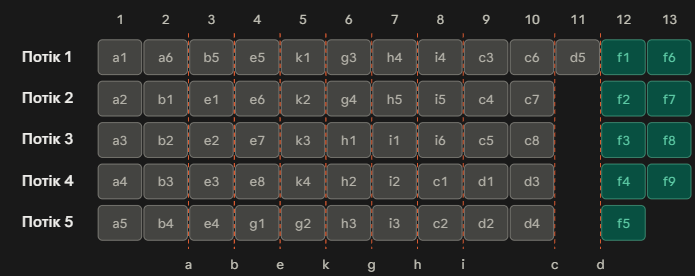 1 2 3 4 5 6 7 8 9 10 11 12 13
Потік 1 a1 a6 b5 e5 k1 g3 h4 i4 c3 c6 d5 f1 f6
Потік 2 a2 b1 e1 e6 k2 g4 h5 i5 c4 c7 f2 f7
Потік 3 a3 b2 e2 e7 k3 h1 i1 i6 c5 c8 f3 f8
Потік 4 a4 b3 e3 e8 k4 h2 i2 c1 d1 d3 f4 f9
Потік 5 a5 b4 e4 g1 g2 h3 i3 c2 d2 d4 f5
a b e k g h i c d